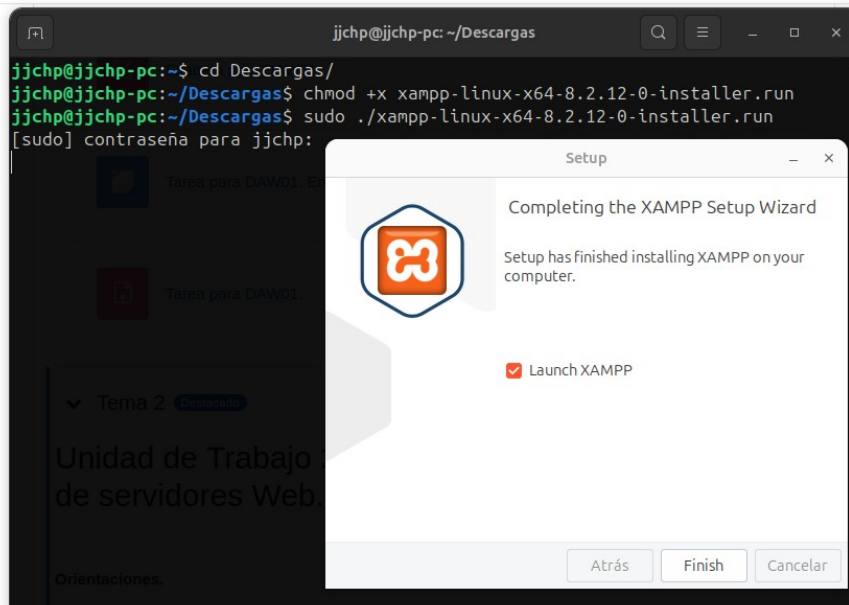 jjchp@jjchp-pc: ~/Descargas
jjchp@jjchp-pc:~$ cd Descargas/
jjchp@jjchp-pc:~/Descargas$ chmod +x xampp-linux-x64-8.2.12-0-installer.run
jjchp@jjchp-pc:~/Descargas$ sudo ./xampp-linux-x64-8.2.12-0-installer.run
[sudo] contraseña para jjchp:
Setup
Completing the XAMPP Setup Wizard
Setup has finished installing XAMPP on your
computer.
Launch XAMPP
Atrás Finish Cancelar
Tarea para DAW01. En
Tarea para DAW01.
Tema 2 Destacado
Unidad de Trabajo
de servidores Web.
Orientaciones.